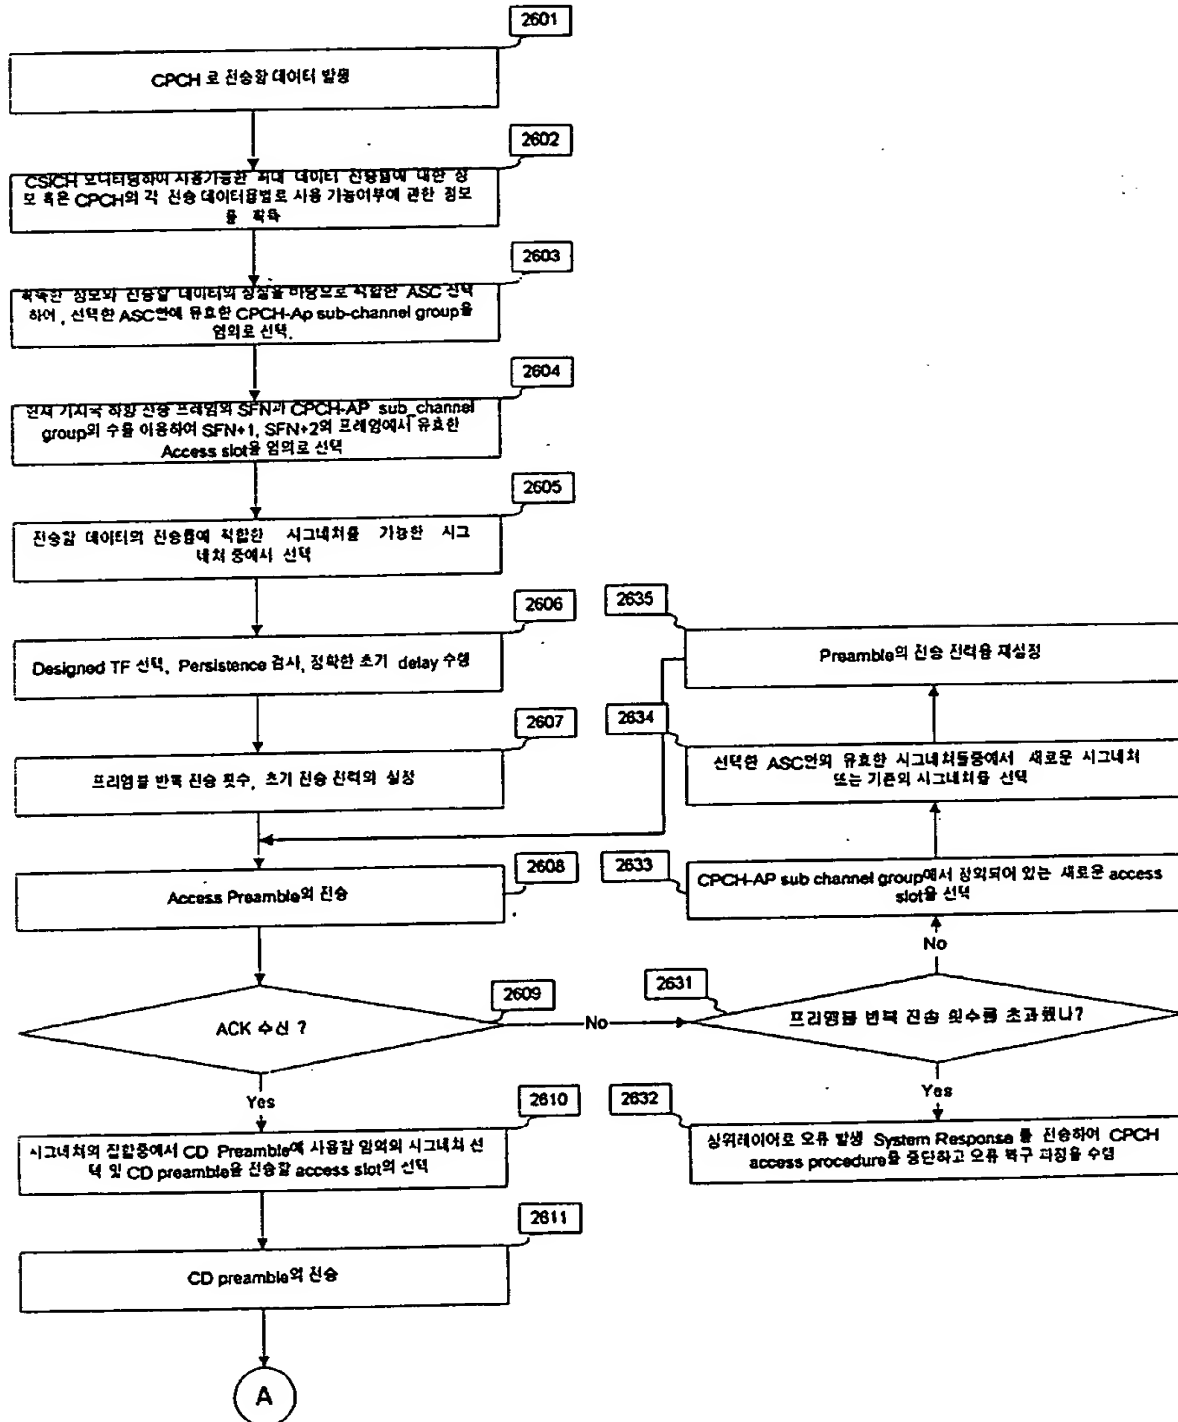 2601
CPCH 로 전송할 데이터 발생
2602
CSICH 모니터링하여 사용가능한 최대 데이터 전송률에 대한 정
보 혹은 CPCH의 각 전송 데이터율별로 사용 가능여부에 관한 정보
를 획득
2603
획득한 정보와 전송할 데이터의 성질을 바탕으로 적합한 ASC 선택
하여, 선택한 ASC안에 유효한 CPCH-Ap sub-channel group을
임의로 선택.
2604
현재 기지국 하향 전송 프레임의 SFN과 CPCH-AP sub_channel
group의 수를 이용하여 SFN+1, SFN+2의 프레임에서 유효한
Access slot을 임의로 선택
2605
전송할 데이터의 전송률에 적합한 시그네처를 가능한 시그
네처 중에서 선택
2606
Designed TF 선택, Persistence 검사, 정확한 초기 delay 수행
2607
프리앰블 반복 전송 횟수, 초기 전송 전력의 설정
2608
Access Preamble의 전송
2609
ACK 수신 ?
No
Yes
2610
시그네처의 집합중에서 CD Preamble에 사용할 임의의 시그네처 선
택 및 CD preamble을 전송할 access slot의 선택
2611
CD preamble의 전송
A
2635
Preamble의 전송 전력을 재설정
2634
선택한 ASC안의 유효한 시그네처들중에서 새로운 시그네처
또는 기존의 시그네처를 선택
2633
CPCH-AP sub channel group에서 정의되어 있는 새로운 access
slot을 선택
No
2631
프리앰블 반복 전송 횟수를 초과했나?
Yes
2632
상위레이어로 오류 발생 System Response 를 전송하여 CPCH
access procedure을 중단하고 오류 복구 과정을 수행